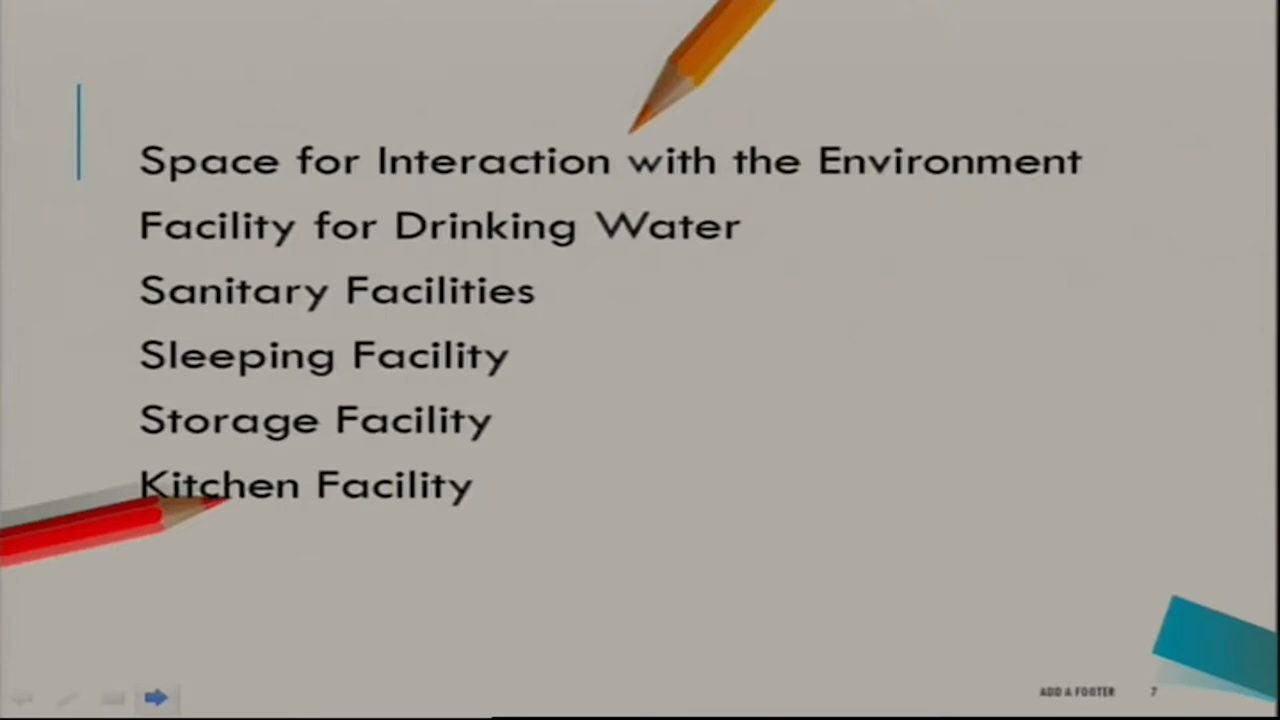 Space for Interaction with the Environment
Facility for Drinking Water
Sanitary Facilities
Sleeping Facility
Storage Facility
Kitchen Facility
ADD A FOOTER 7